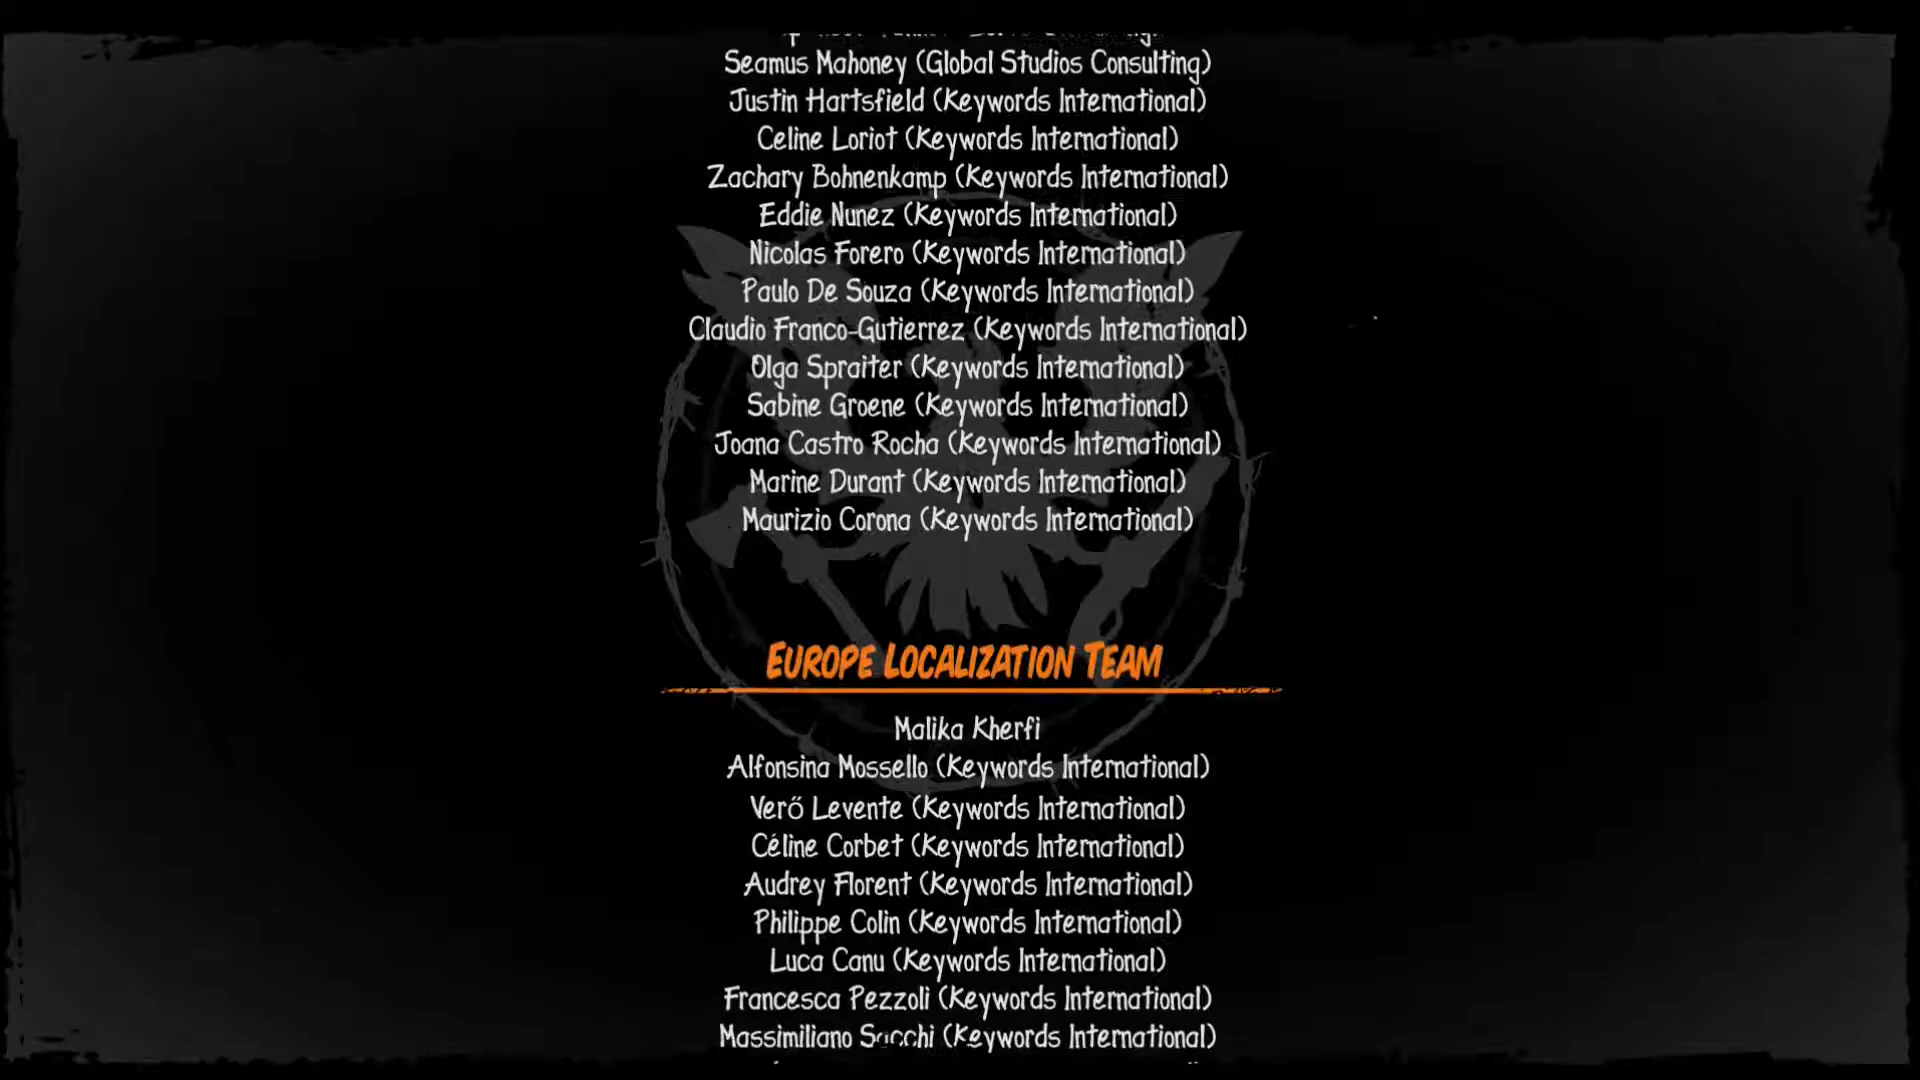 Seamus Mahoney (Global Studios Consulting)
Justin Hartsfield (Keywords International)
Celine Loriot (Keywords International)
Zachary Bohnenkamp (Keywords International)
Eddie Nunez (Keywords International)
Nicolas Forero (Keywords International)
Paulo De Souza (Keywords International)
Claudio Franco-Gutierrez (Keywords International)
Olga Spraiter (Keywords International)
Sabine Groene (Keywords International)
Joana Castro Rocha (Keywords International)
Marine Durant (Keywords International)
Maurizio Corona (Keywords International)
EUROPE LOCALIZATION TEAM
Malika Kherfi
Alfonsina Mossello (Keywords International)
Verő Levente (Keywords International)
Céline Corbet (Keywords International)
Audrey Florent (Keywords International)
Philippe Colin (Keywords International)
Luca Canu (Keywords International)
Francesca Pezzoli (Keywords International)
Massimiliano Sacchi (Keywords International)